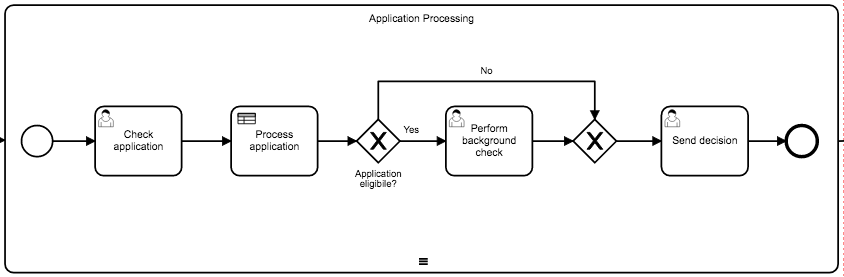 Application Processing
No
Check
application
Process
application
Yes
Application
eligibile?
Perform
background
check
Send decision